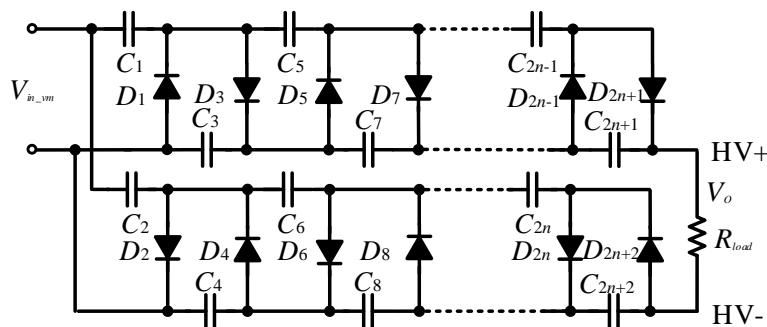 C1 C5 C2n-1
Vin_vm D1 D3 D5 D7 D2n-1 D2n+1
C3 C7 C2n+1
HV+
Vo
C2 C6 C2n
Rload
D2 D4 D6 D8 D2n D2n+2
C4 C8 C2n+2
HV-